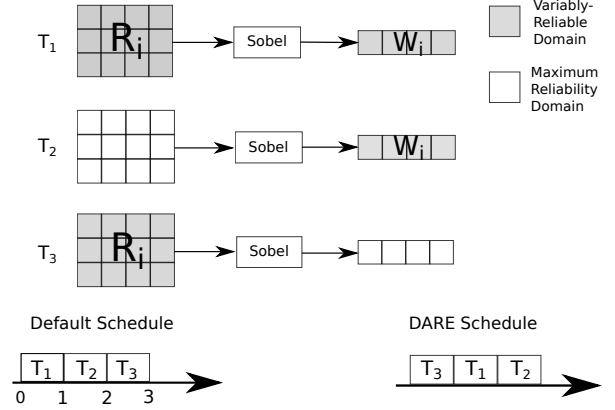 T1
Ri
Sobel
Wi
Variably-
Reliable
Domain
Maximum
Reliability
Domain
T2
Sobel
Wi
T3
Ri
Sobel
Default Schedule
T1 T2 T3
0 1 2 3
DARE Schedule
T3 T1 T2